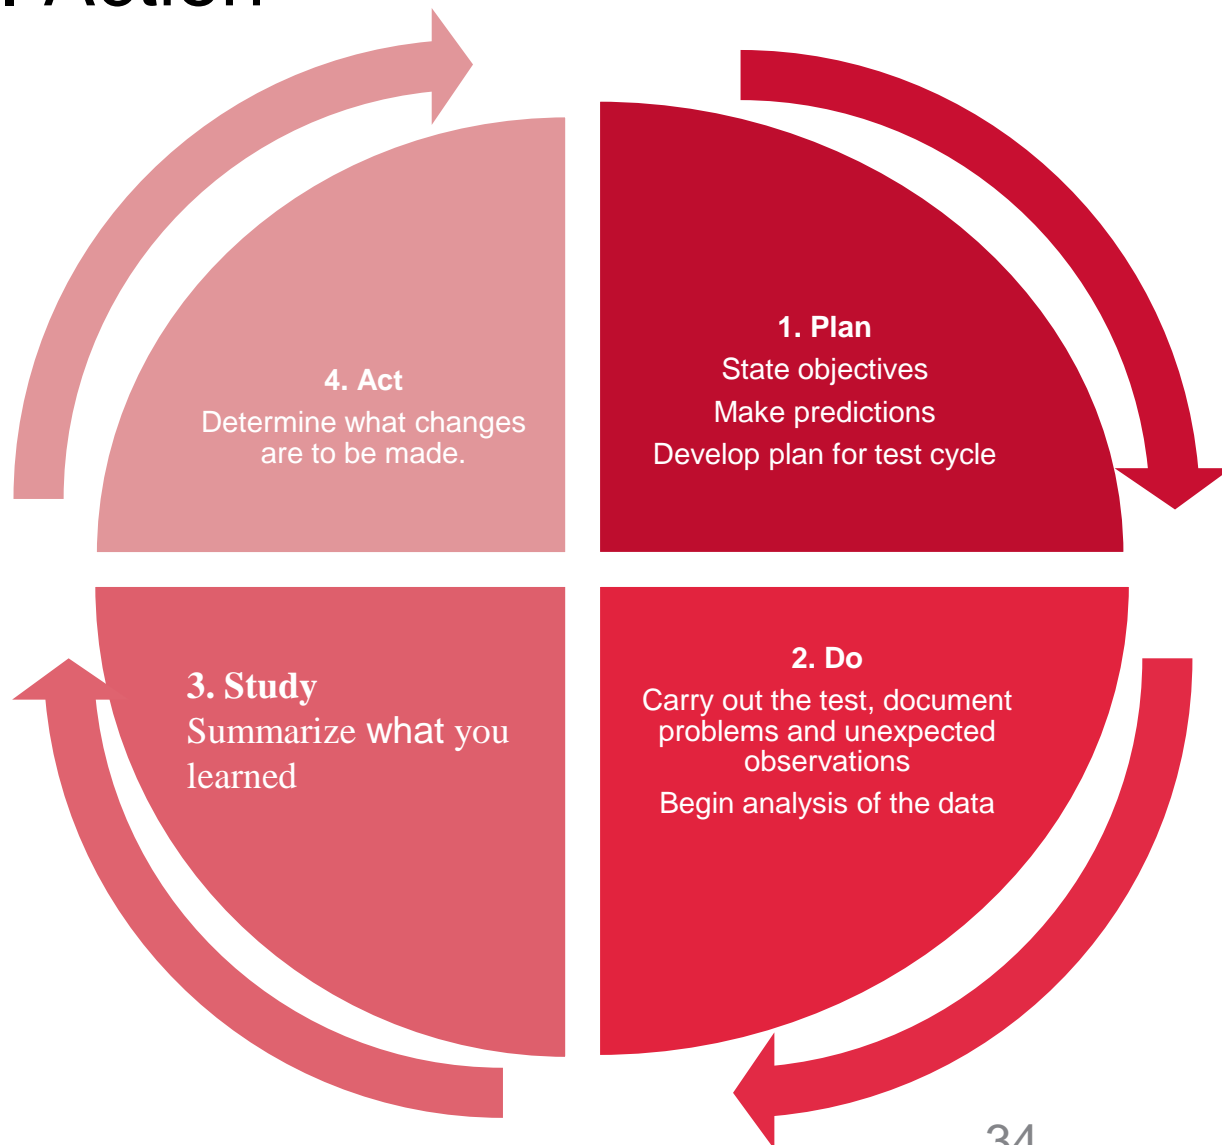 Action
1. Plan
State objectives
Make predictions
Develop plan for test cycle
2. Do
Carry out the test, document
problems and unexpected
observations
Begin analysis of the data
3. Study
Summarize what you
learned
4. Act
Determine what changes
are to be made.
34